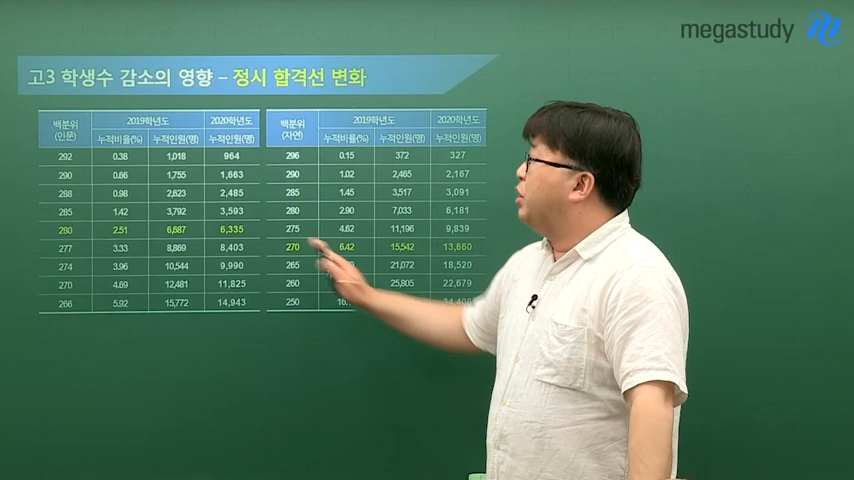 megastudy
고3 학생수 감소의 영향 – 정시 합격선 변화
백분위 (인문) 2019학년도 2020학년도
누적비율(%) 누적인원(명) 누적인원(명)
292 0.38 1,018 964
290 0.66 1,755 1,663
288 0.98 2,623 2,485
285 1.42 3,792 3,593
280 2.51 6,687 6,335
277 3.33 8,869 8,403
274 3.96 10,544 9,990
270 4.69 12,481 11,825
266 5.92 15,772 14,943
백분위 (자연) 2019학년도 2020학년도
누적비율(%) 누적인원(명) 누적인원(명)
296 0.15 372 327
290 1.02 2,465 2,167
285 1.45 3,517 3,091
280 2.90 7,033 6,181
275 4.62 11,196 9,839
270 6.42 15,542 13,660
265 21,072 18,520
260 25,805 22,679
250